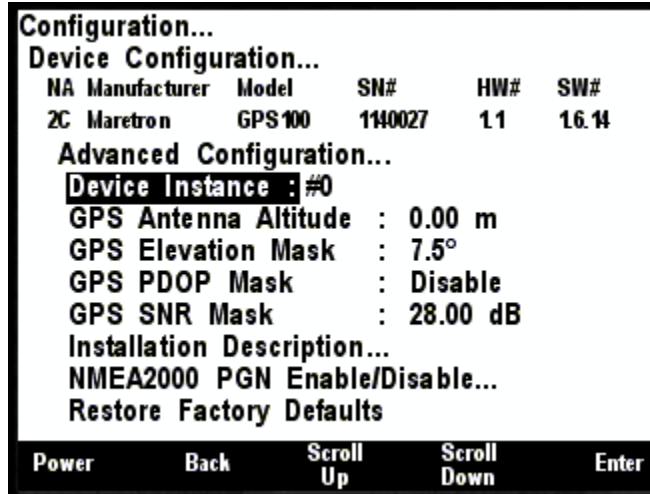 Configuration...
Device Configuration...
NA Manufacturer Model SN# HW# SW#
2C Maretron GPS100 1140027 1.1 1.6.14
Advanced Configuration...
Device Instance : #0
GPS Antenna Altitude : 0.00 m
GPS Elevation Mask : 7.5°
GPS PDOP Mask : Disable
GPS SNR Mask : 28.00 dB
Installation Description...
NMEA2000 PGN Enable/Disable...
Restore Factory Defaults
Power Back Scroll Up Scroll Down Enter